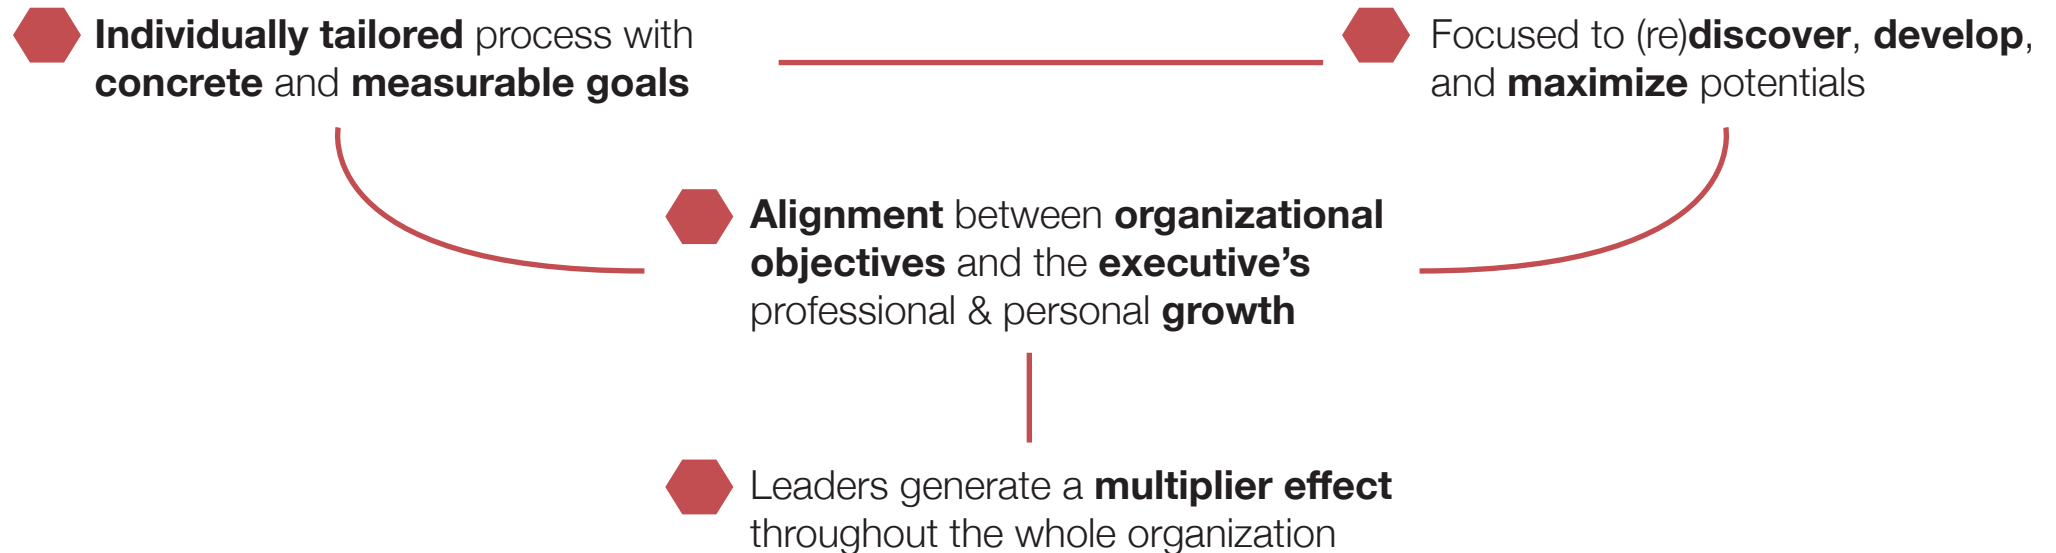 Individually tailored process with
concrete and measurable goals
Focused to (re)discover, develop,
and maximize potentials
Alignment between organizational
objectives and the executive’s
professional & personal growth
Leaders generate a multiplier effect
throughout the whole organization